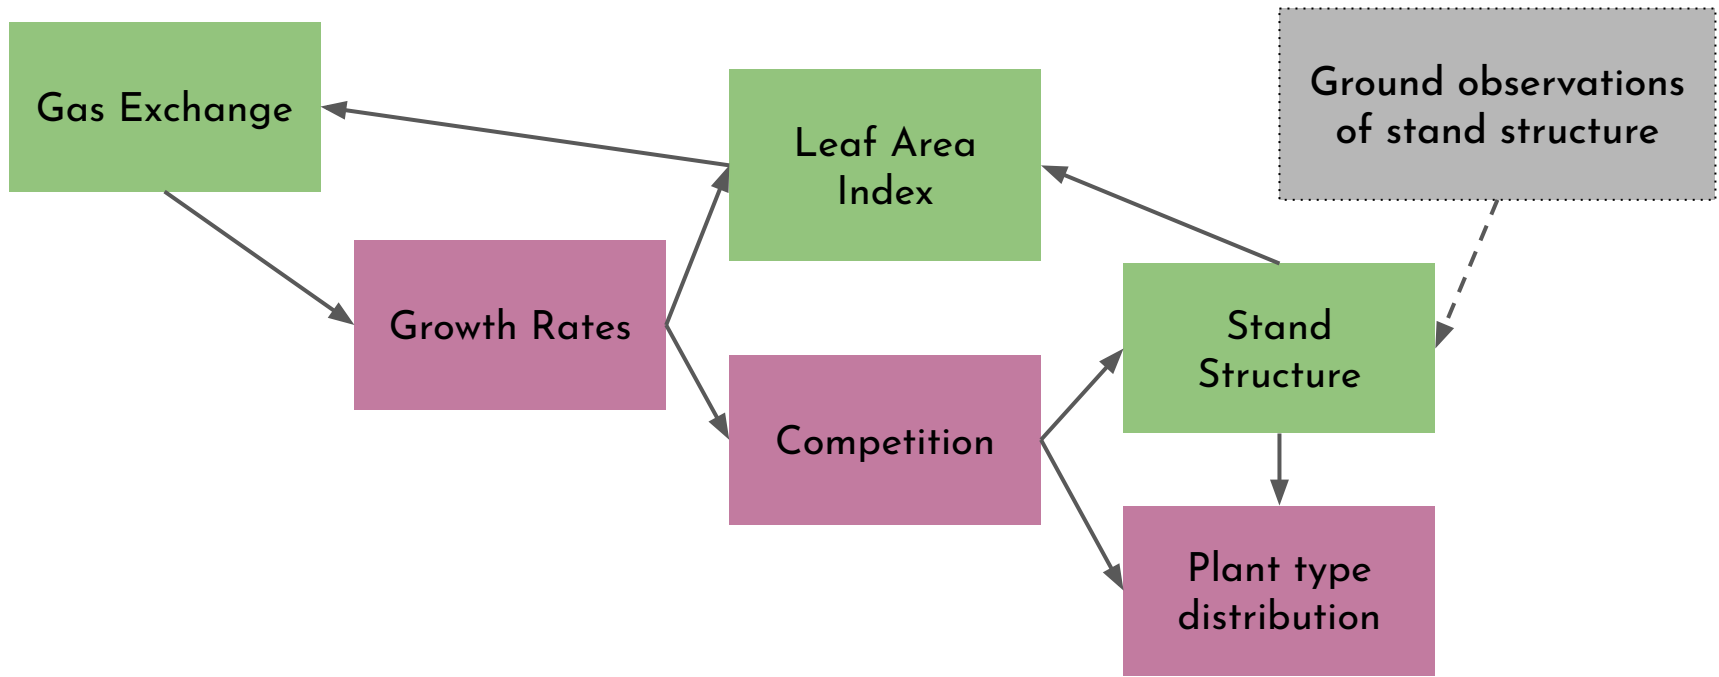 Gas Exchange
Leaf Area
Index
Ground observations
of stand structure
Growth Rates
Stand
Structure
Competition
Plant type
distribution